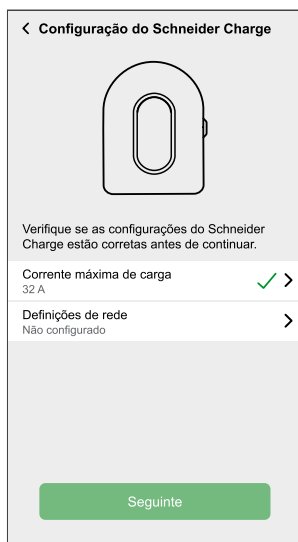 Configuração do Schneider Charge
Verifique se as configurações do Schneider
Charge estão corretas antes de continuar.
Corrente máxima de carga
32 A
Definições de rede
Não configurado
Seguinte